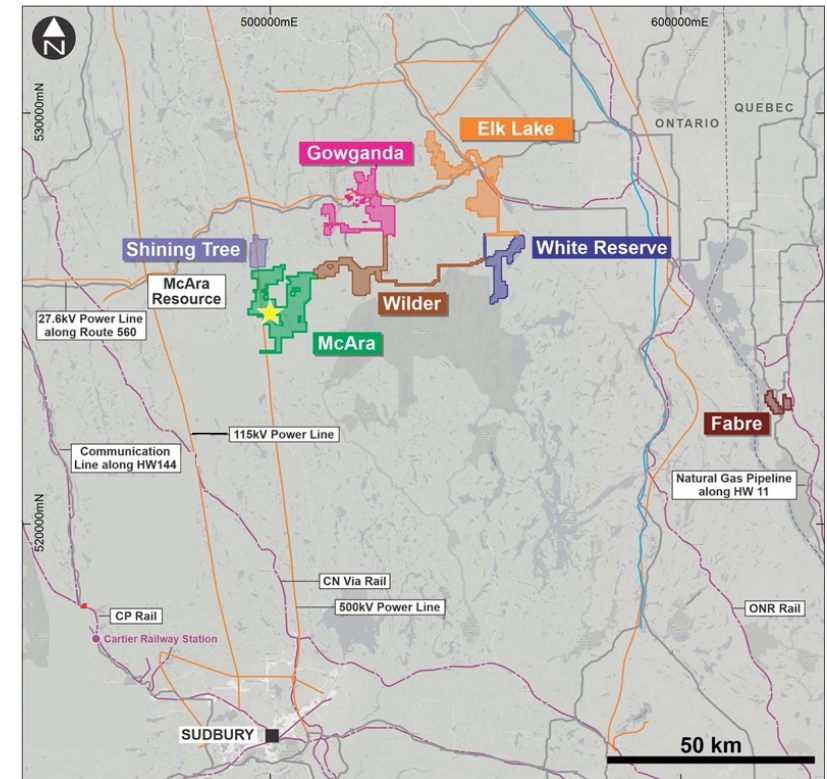 500000mE
600000mE
N
530000mN
QUEBEC
ONTARIO
Elk Lake
Gowganda
Shining Tree
White Reserve
McAra
Resource
Wilder
27.6kV Power Line
along Route 560
McAra
Fabre
115kV Power Line
Communication
Line along HW144
Natural Gas Pipeline
along HW 11
520000mN
CN Via Rail
500kV Power Line
CP Rail
ONR Rail
Cartier Railway Station
SUDBURY
50 km